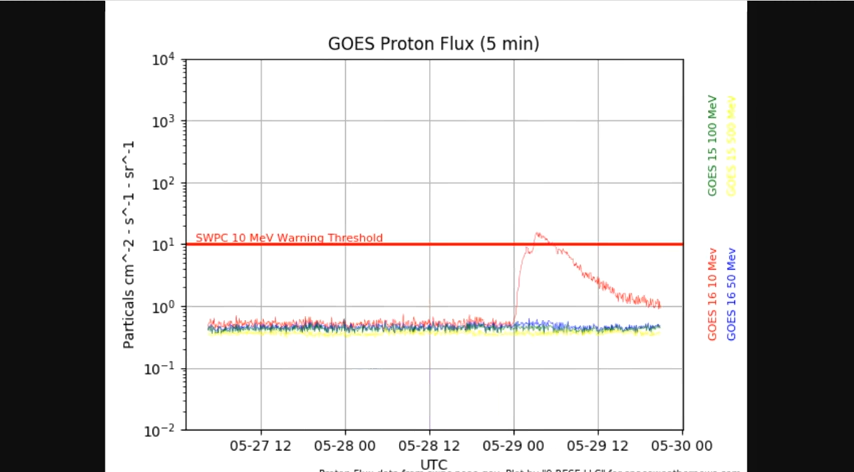 GOES Proton Flux (5 min)
Particals cm^-2 - s^-1 - sr^-1
10^4
10^3
10^2
10^1
10^0
10^-1
10^-2
SWPC 10 MeV Warning Threshold
05-27 12
05-28 00
05-28 12
05-29 00
05-29 12
05-30 00
UTC
GOES 15 100 MeV
GOES 15 500 MeV
GOES 16 10 Mev
GOES 16 50 Mev